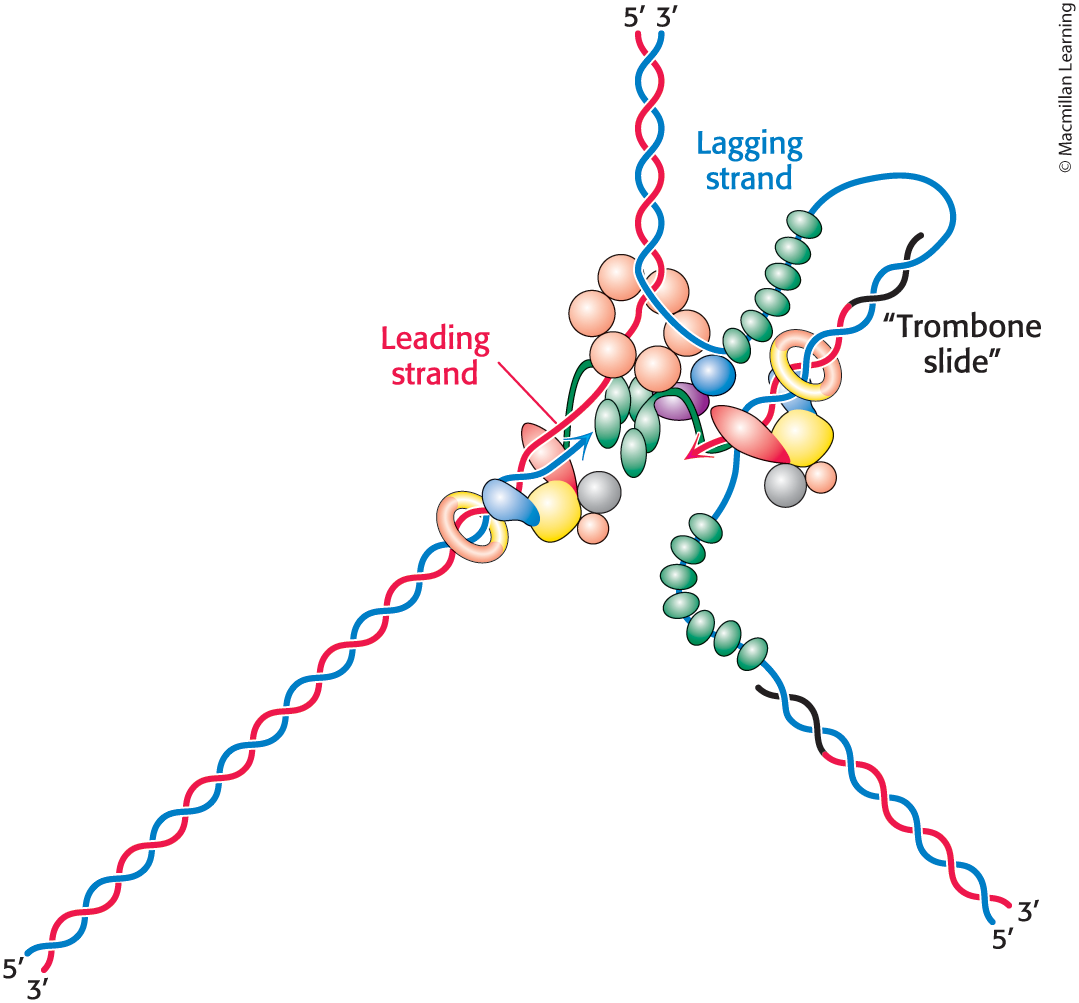 5′ 3′
© Macmillan Learning
Lagging
strand
Leading
strand
“Trombone
slide”
3′
5′
5′
3′